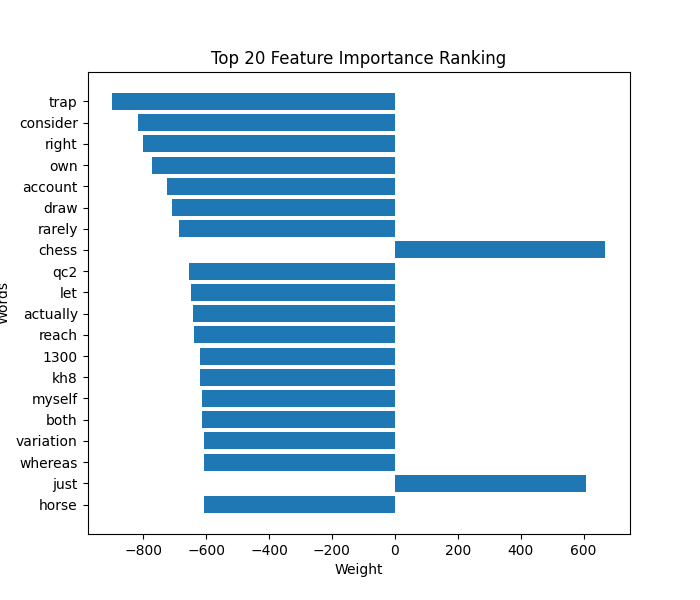 Top 20 Feature Importance Ranking
trap
consider
right
own
account
draw
rarely
chess
qc2
let
actually
reach
1300
kh8
myself
both
variation
whereas
just
horse
Words
−800 −600 −400 −200 0 200 400 600
Weight